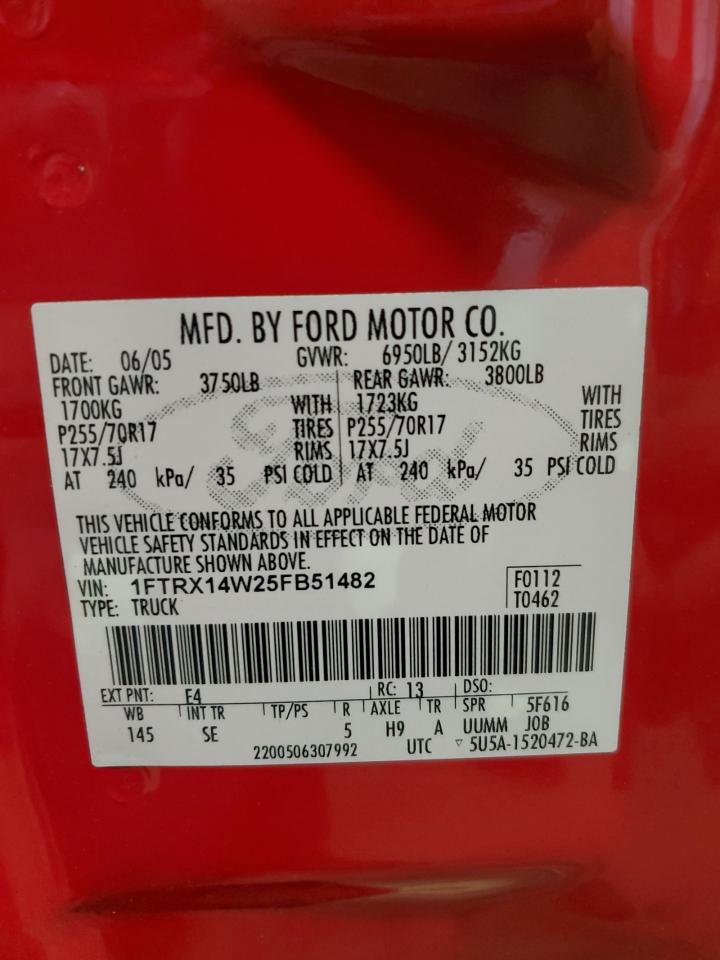 MFD. BY FORD MOTOR CO.
DATE: 06/05 GVWR: 6950LB/ 3152KG
FRONT GAWR: 3750LB REAR GAWR: 3800LB
1700KG WITH 1723KG WITH
P255/70R17 TIRES P255/70R17 TIRES
17X7.5J RIMS 17X7.5J RIMS
AT 240 kPa/ 35 PSI COLD AT 240 kPa/ 35 PSI COLD
Ford
THIS VEHICLE CONFORMS TO ALL APPLICABLE FEDERAL MOTOR
VEHICLE SAFETY STANDARDS IN EFFECT ON THE DATE OF
MANUFACTURE SHOWN ABOVE.
VIN: 1FTRX14W25FB51482 F0112
TYPE: TRUCK T0462
EXT PNT: E4 RC: 13 DSO:
WB INT TR TP/PS R AXLE TR SPR 5F616
145 SE 5 H9 A UUMM JOB
2200506307992 UTC ▽ 5U5A-1520472-BA